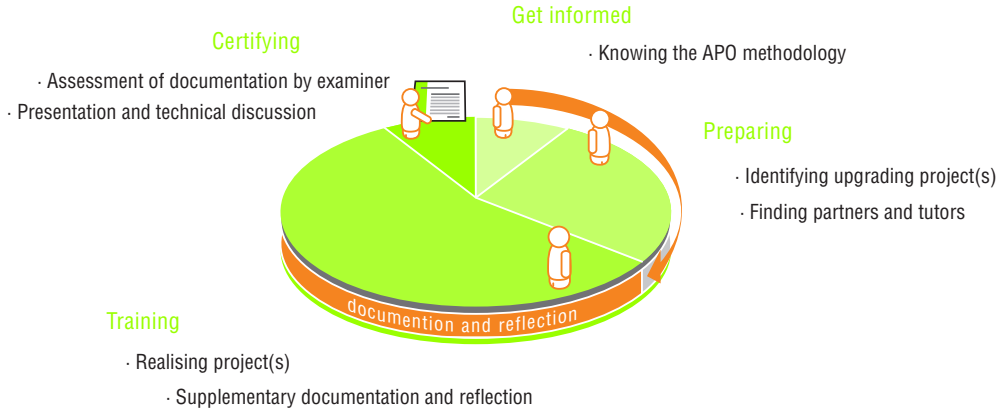 Get informed
· Knowing the APO methodology
Preparing
· Identifying upgrading project(s)
· Finding partners and tutors
Training
· Realising project(s)
· Supplementary documentation and reflection
documention and reflection
Certifying
· Assessment of documentation by examiner
· Presentation and technical discussion